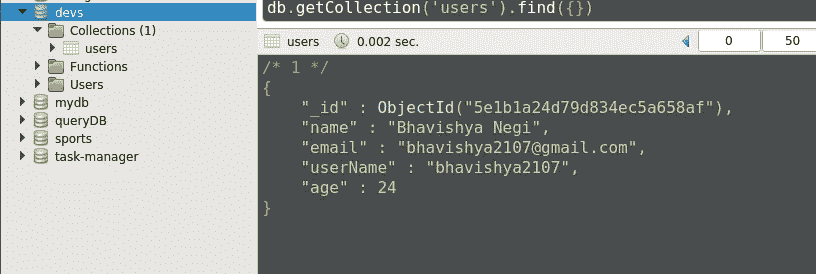 devs
Collections (1)
users
Functions
Users
mydb
queryDB
sports
task-manager
db.getCollection('users').find({})
users 0.002 sec. 0 50
/* 1 */
{
"_id" : ObjectId("5e1b1a24d79d834ec5a658af"),
"name" : "Bhavishya Negi",
"email" : "bhavishya2107@gmail.com",
"userName" : "bhavishya2107",
"age" : 24
}